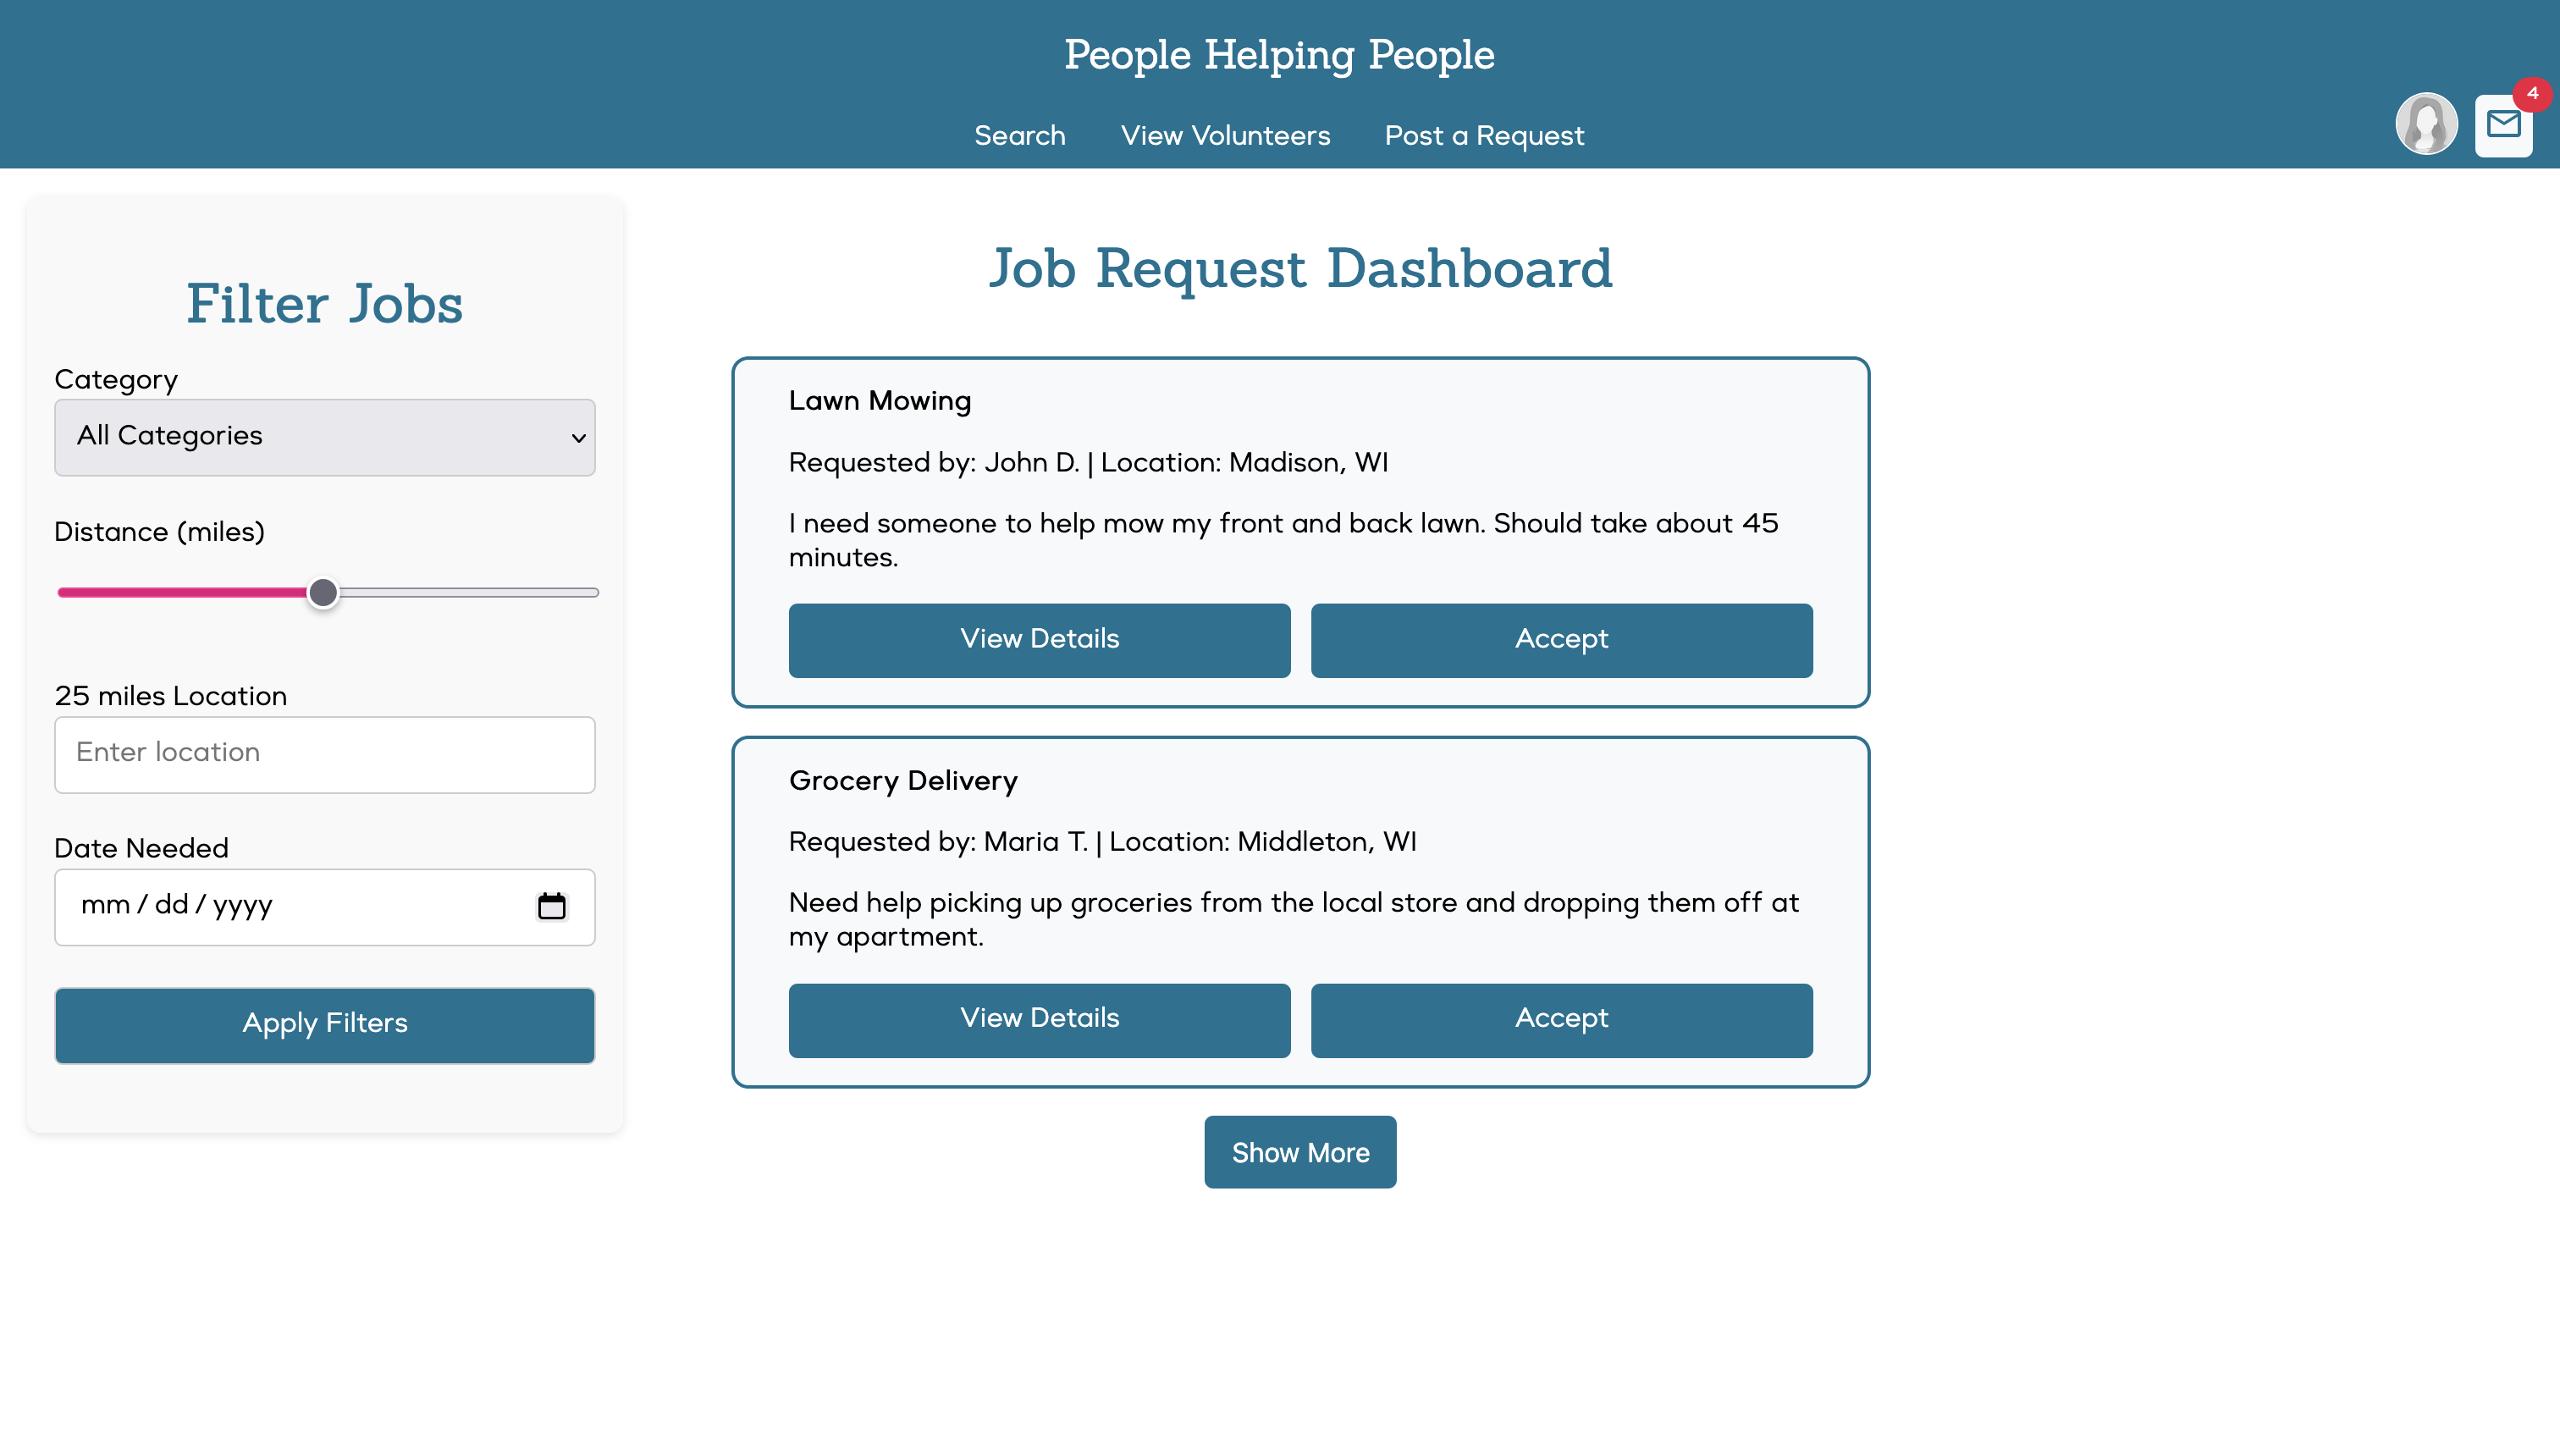 People Helping People
Search View Volunteers Post a Request
4
Filter Jobs
Category
All Categories
Distance (miles)
25 miles Location
Enter location
Date Needed
mm / dd / yyyy
Apply Filters
Job Request Dashboard
Lawn Mowing
Requested by: John D. | Location: Madison, WI
I need someone to help mow my front and back lawn. Should take about 45
minutes.
View Details Accept
Grocery Delivery
Requested by: Maria T. | Location: Middleton, WI
Need help picking up groceries from the local store and dropping them off at
my apartment.
View Details Accept
Show More